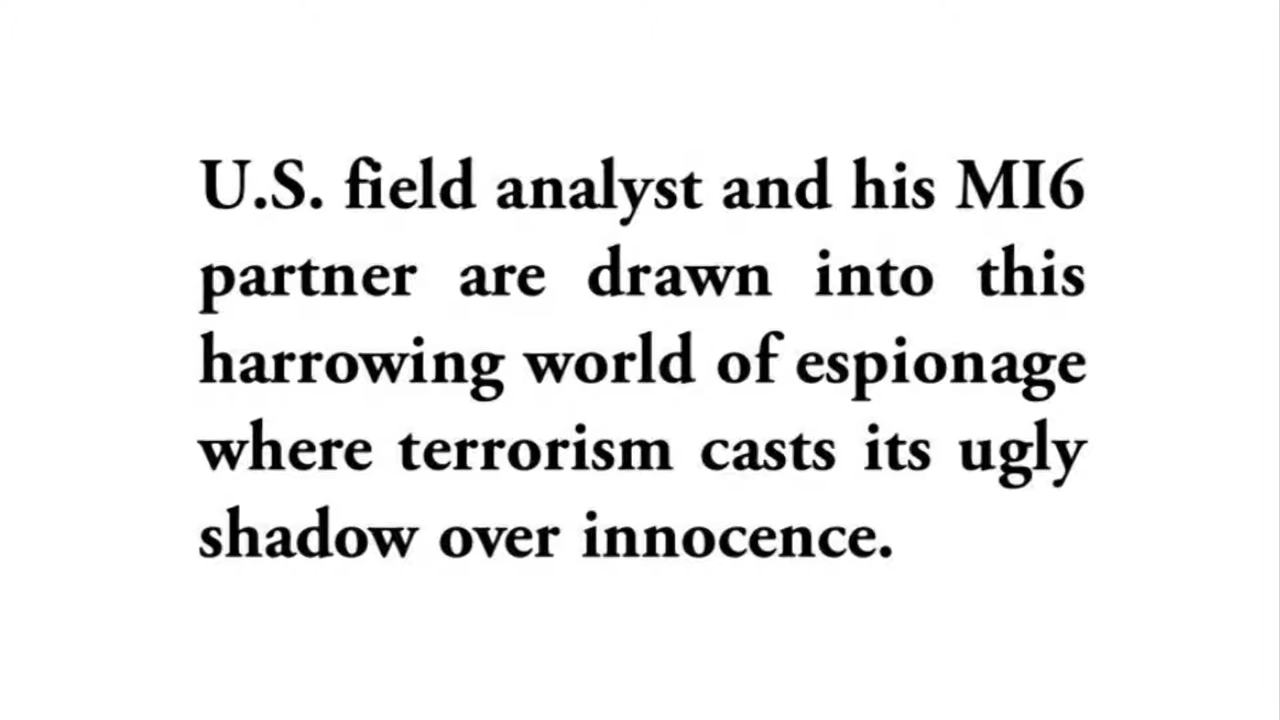 U.S. field analyst and his MI6
partner are drawn into this
harrowing world of espionage
where terrorism casts its ugly
shadow over innocence.